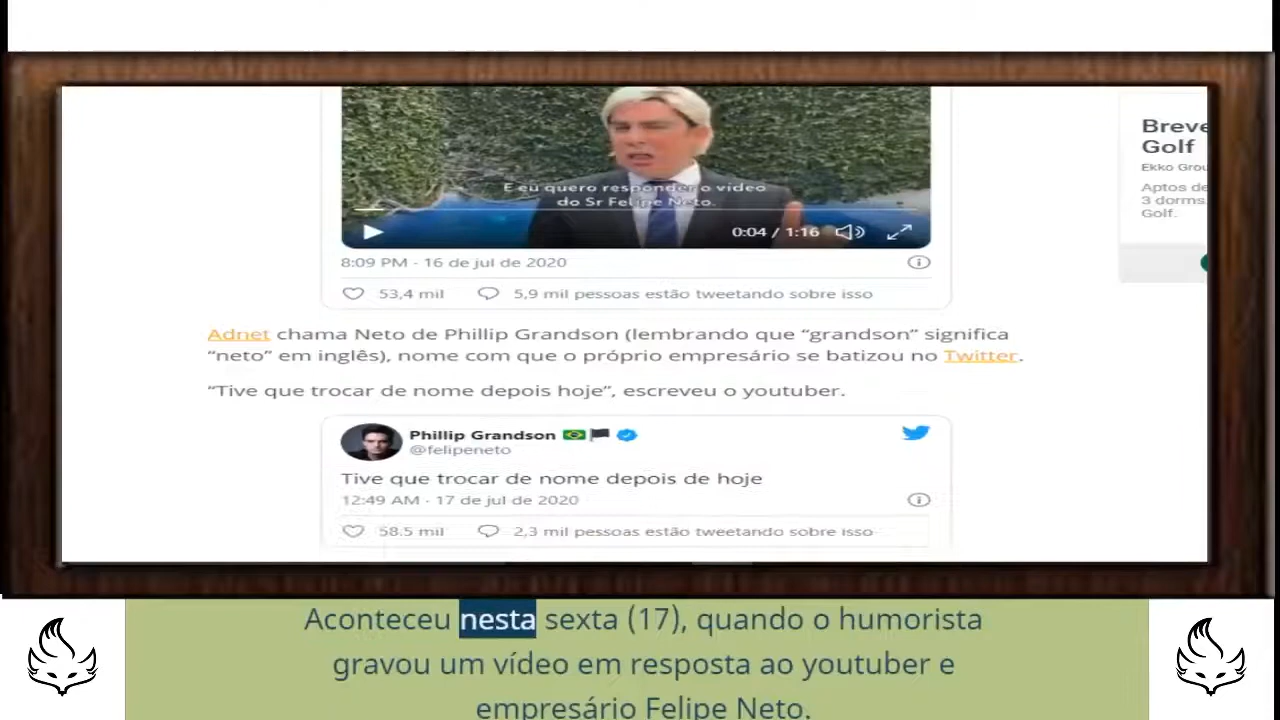 E eu quero responder o vídeo
do Sr Felipe Neto.
0:04 / 1:16
8:09 PM · 16 de jul de 2020
53,4 mil 5,9 mil pessoas estão tweetando sobre isso
Breve
Golf
Ekko Grou
Aptos de
3 dorms.
Golf.
Adnet chama Neto de Phillip Grandson (lembrando que “grandson” significa
“neto” em inglês), nome com que o próprio empresário se batizou no Twitter.
“Tive que trocar de nome depois hoje”, escreveu o youtuber.
Phillip Grandson
@felipeneto
Tive que trocar de nome depois de hoje
12:49 AM · 17 de jul de 2020
58.5 mil 2,3 mil pessoas estão tweetando sobre isso
Aconteceu nesta sexta (17), quando o humorista
gravou um vídeo em resposta ao youtuber e
empresário Felipe Neto.